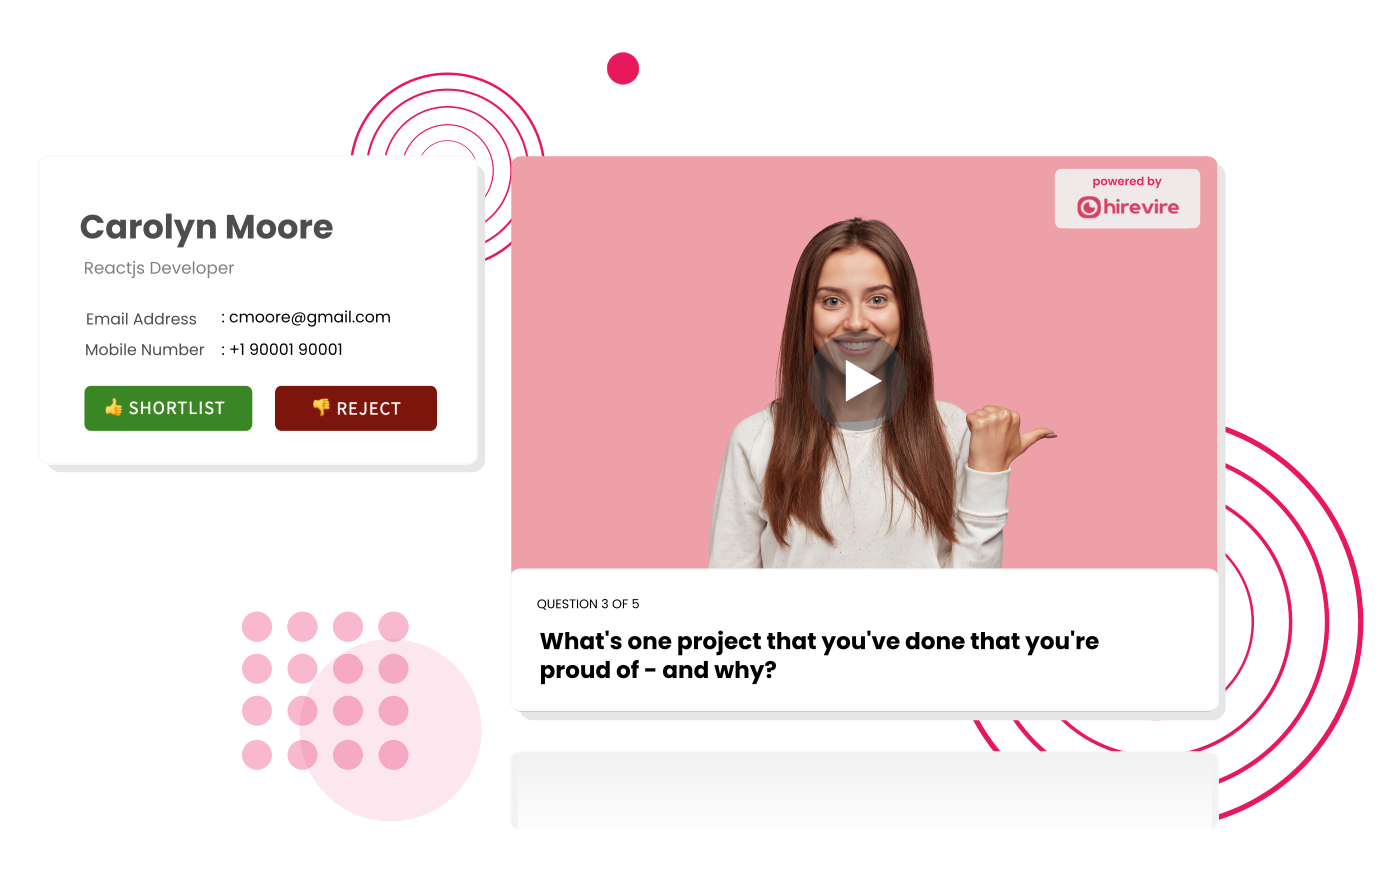 Carolyn Moore
Reactjs Developer
Email Address : cmoore@gmail.com
Mobile Number : +1 90001 90001
👍 SHORTLIST
👎 REJECT
powered by
hirevire
QUESTION 3 OF 5
What's one project that you've done that you're
proud of - and why?